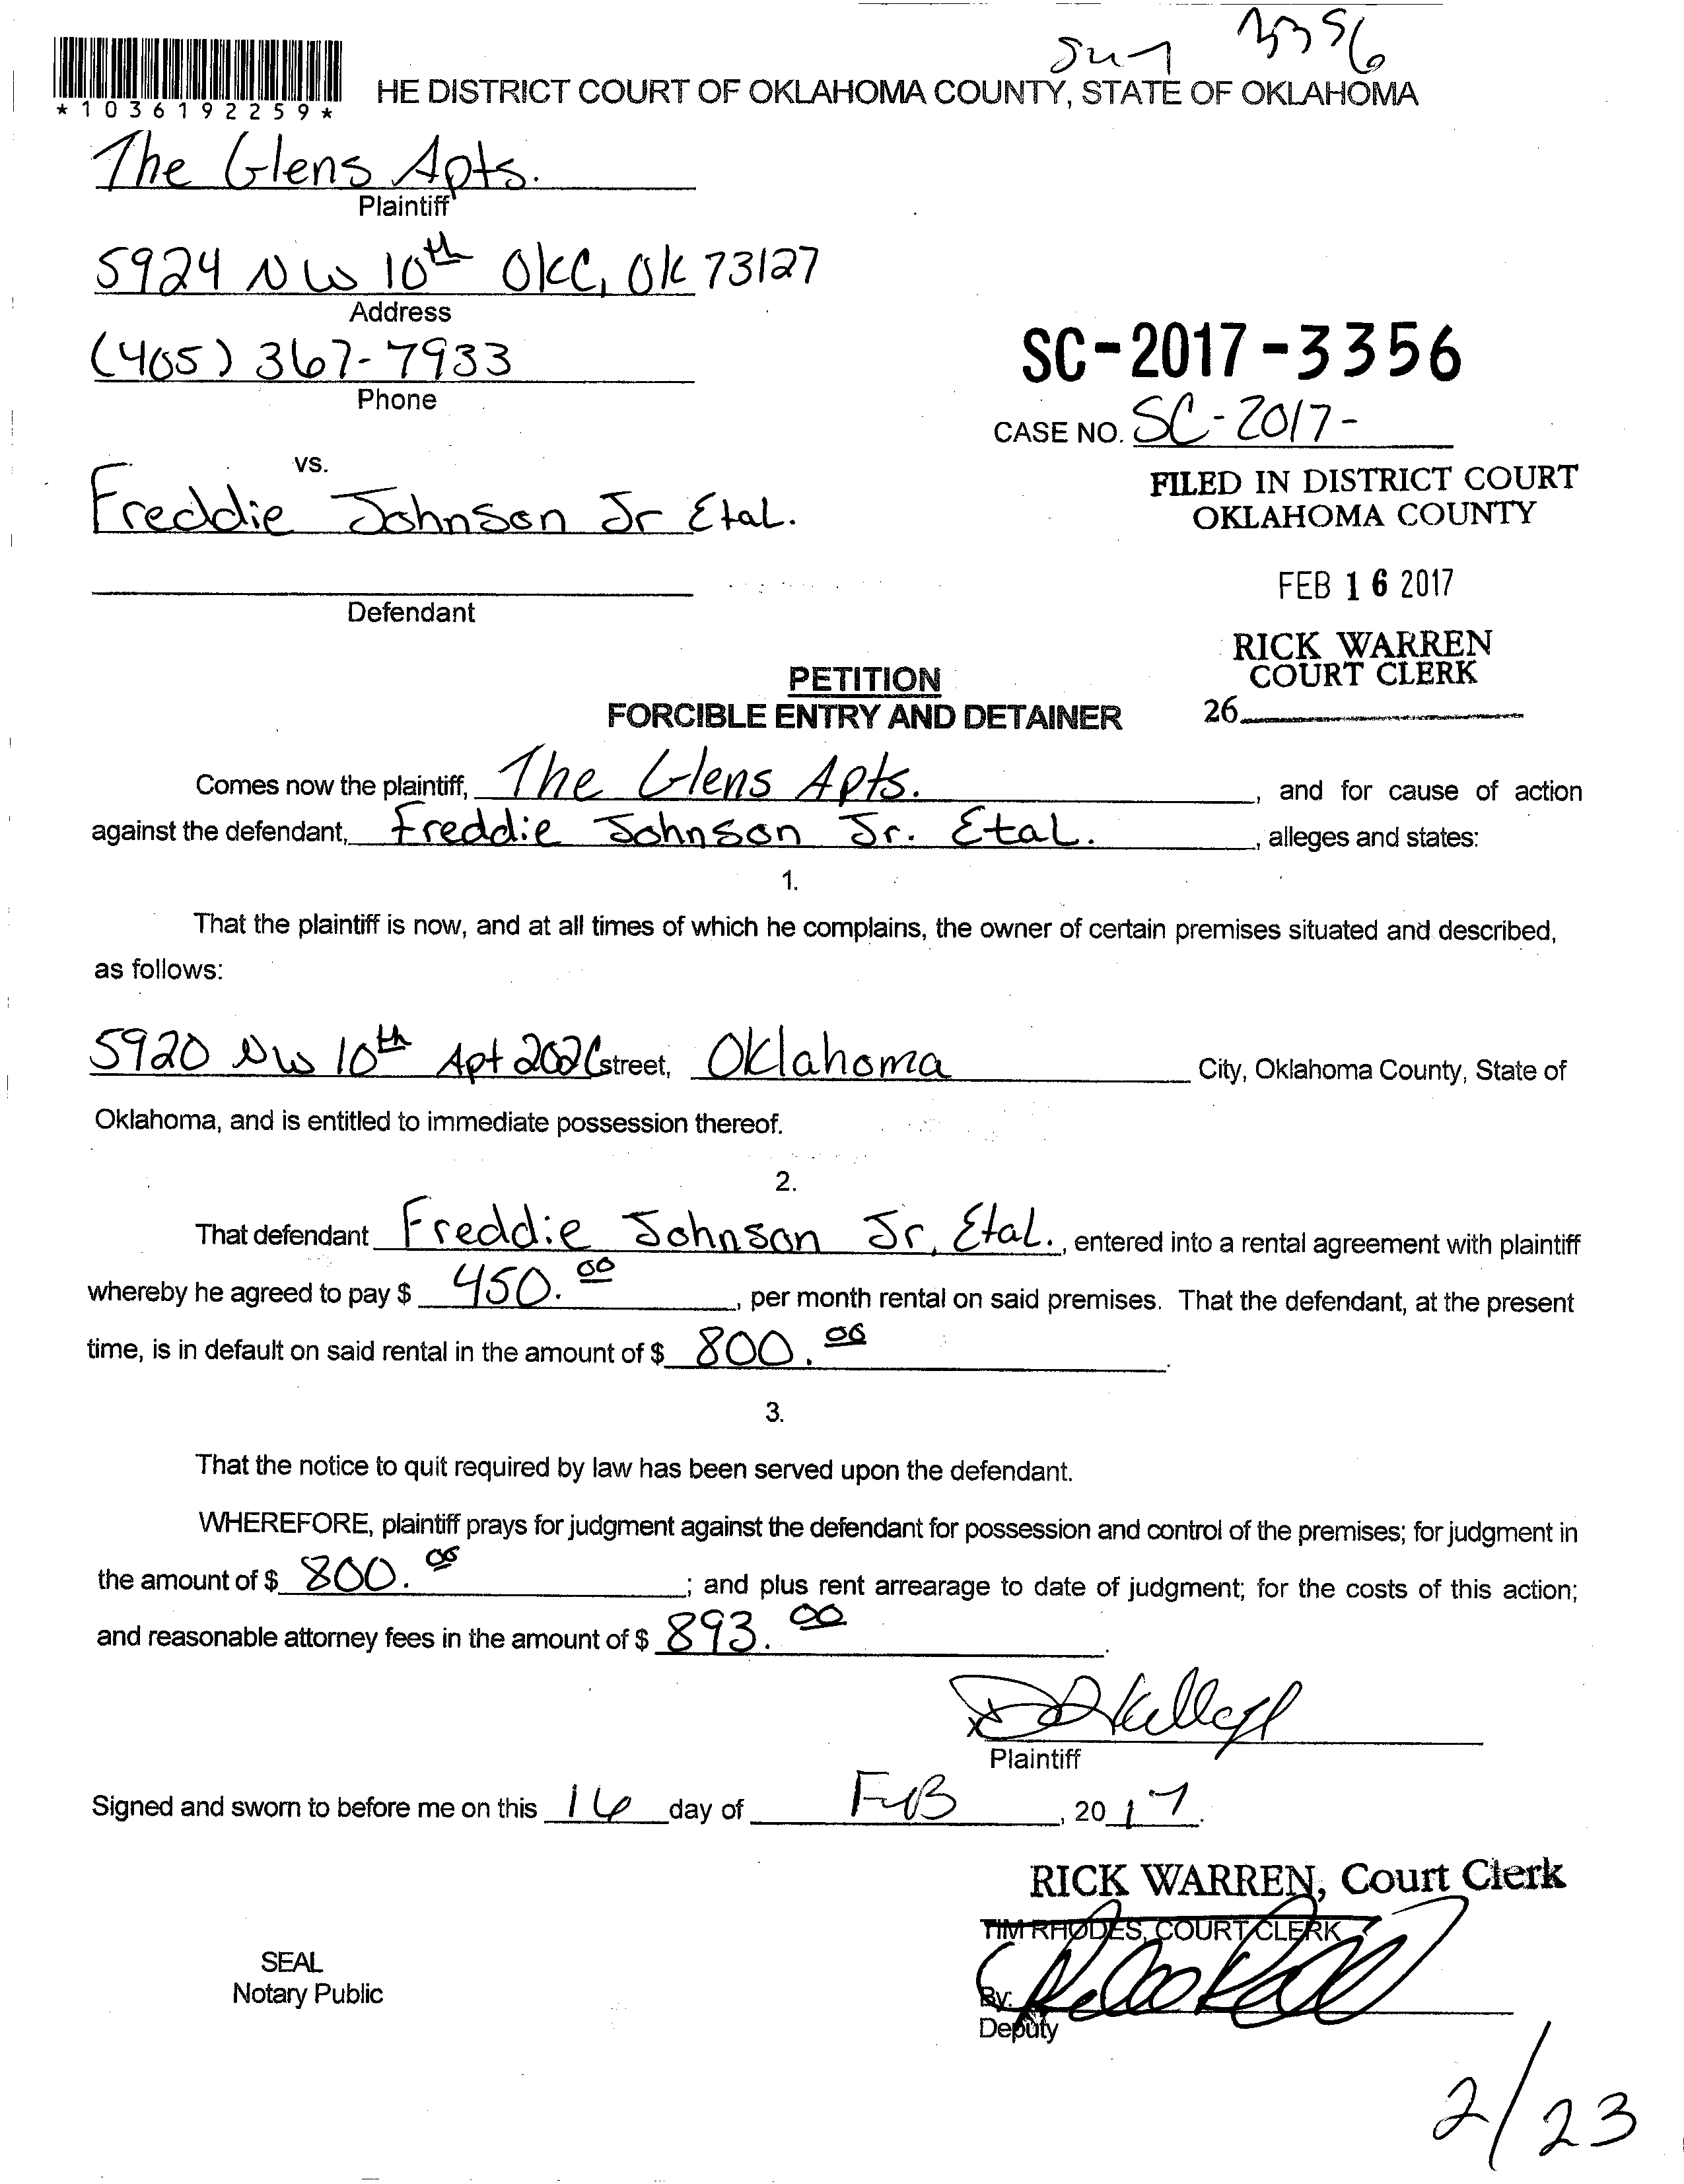 3356
*1036192259*
HE DISTRICT COURT OF OKLAHOMA COUNTY, STATE OF OKLAHOMA
The Glens Apts.
Plaintiff
5924 NW 10th OKC, OK 73127
Address
(405) 367-7933
Phone
SC-2017-3356
CASE NO. SC-2017-
vs.
Freddie Johnson Jr Etal.
Defendant
FILED IN DISTRICT COURT
OKLAHOMA COUNTY
FEB 16 2017
RICK WARREN
COURT CLERK
26
PETITION
FORCIBLE ENTRY AND DETAINER
Comes now the plaintiff, The Glens Apts., and for cause of action
against the defendant, Freddie Johnson Jr. Etal., alleges and states:
1.
That the plaintiff is now, and at all times of which he complains, the owner of certain premises situated and described,
as follows:
5920 NW 10th Apt 202C street, Oklahoma City, Oklahoma County, State of
Oklahoma, and is entitled to immediate possession thereof.
2.
That defendant Freddie Johnson Jr, Etal., entered into a rental agreement with plaintiff
whereby he agreed to pay $ 450.00, per month rental on said premises. That the defendant, at the present
time, is in default on said rental in the amount of $ 800.00.
3.
That the notice to quit required by law has been served upon the defendant.
WHEREFORE, plaintiff prays for judgment against the defendant for possession and control of the premises; for judgment in
the amount of $ 800.00; and plus rent arrearage to date of judgment; for the costs of this action;
and reasonable attorney fees in the amount of $ 893.00.
Plaintiff
Signed and sworn to before me on this 16 day of FEB, 2017.
RICK WARREN, Court Clerk
TIM RHODES, COURT CLERK
SEAL
Notary Public
By:
Deputy
2/23